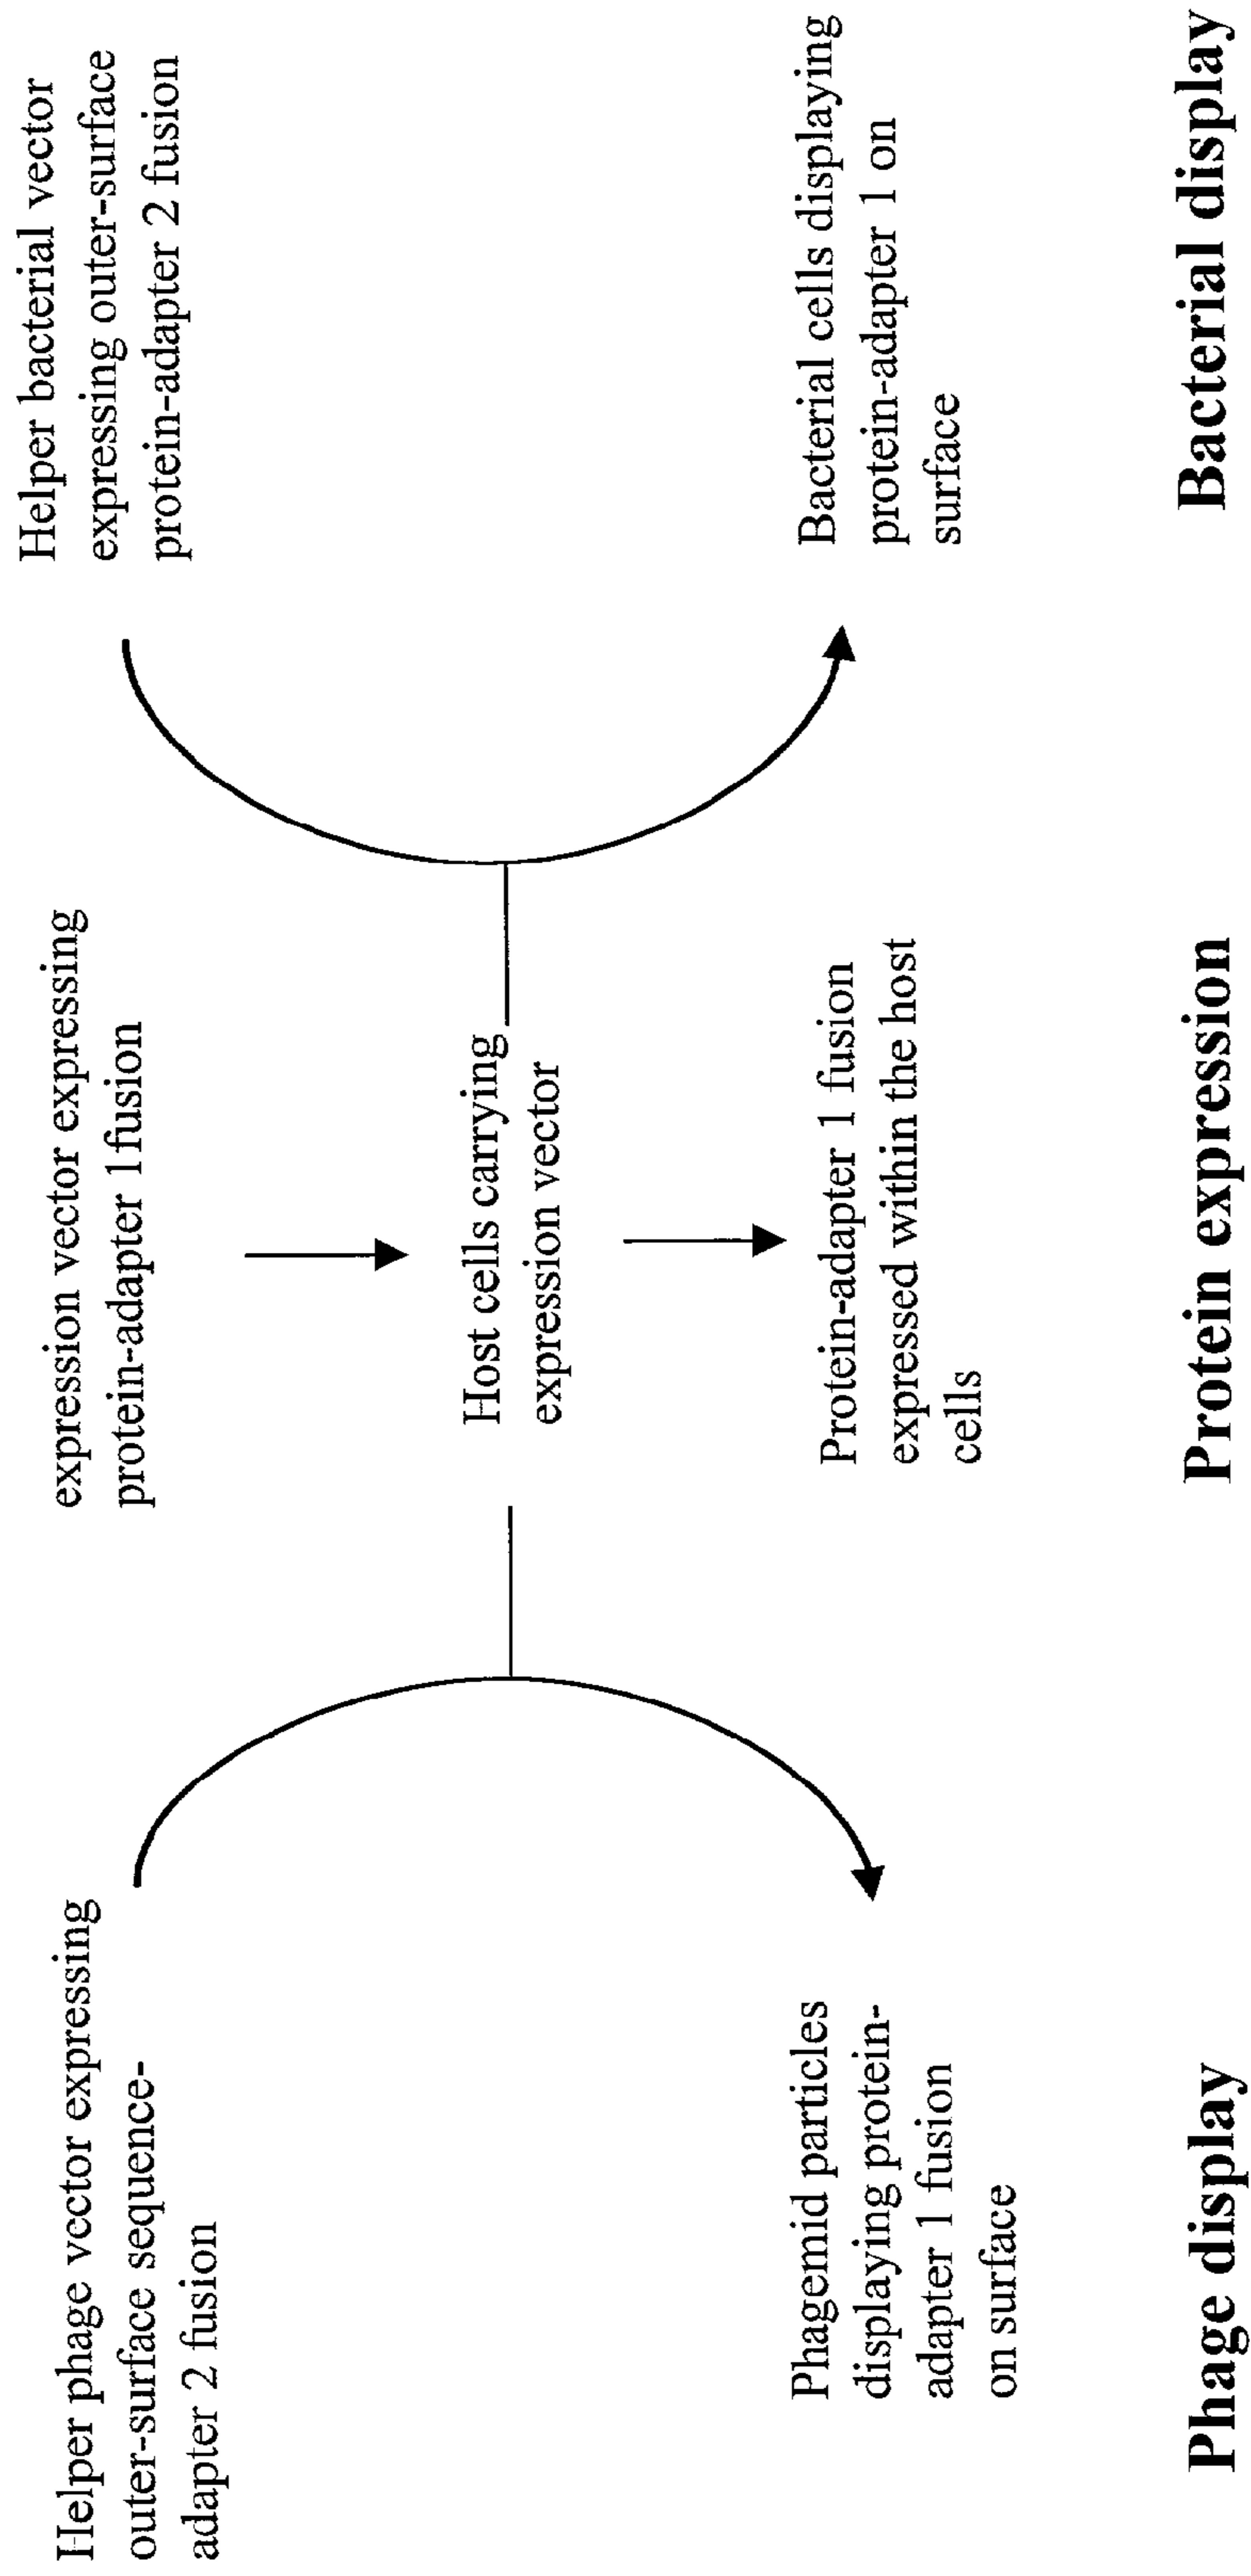 Helper phage vector expressing
outer-surface sequence-
adapter 2 fusion
expression vector expressing
protein-adapter 1fusion
Helper bacterial vector
expressing outer-surface
protein-adapter 2 fusion
Host cells carrying
expression vector
Phagemid particles
displaying protein-
adapter 1 fusion
on surface
Protein-adapter 1 fusion
expressed within the host
cells
Bacterial cells displaying
protein-adapter 1 on
surface
Phage display
Protein expression
Bacterial display